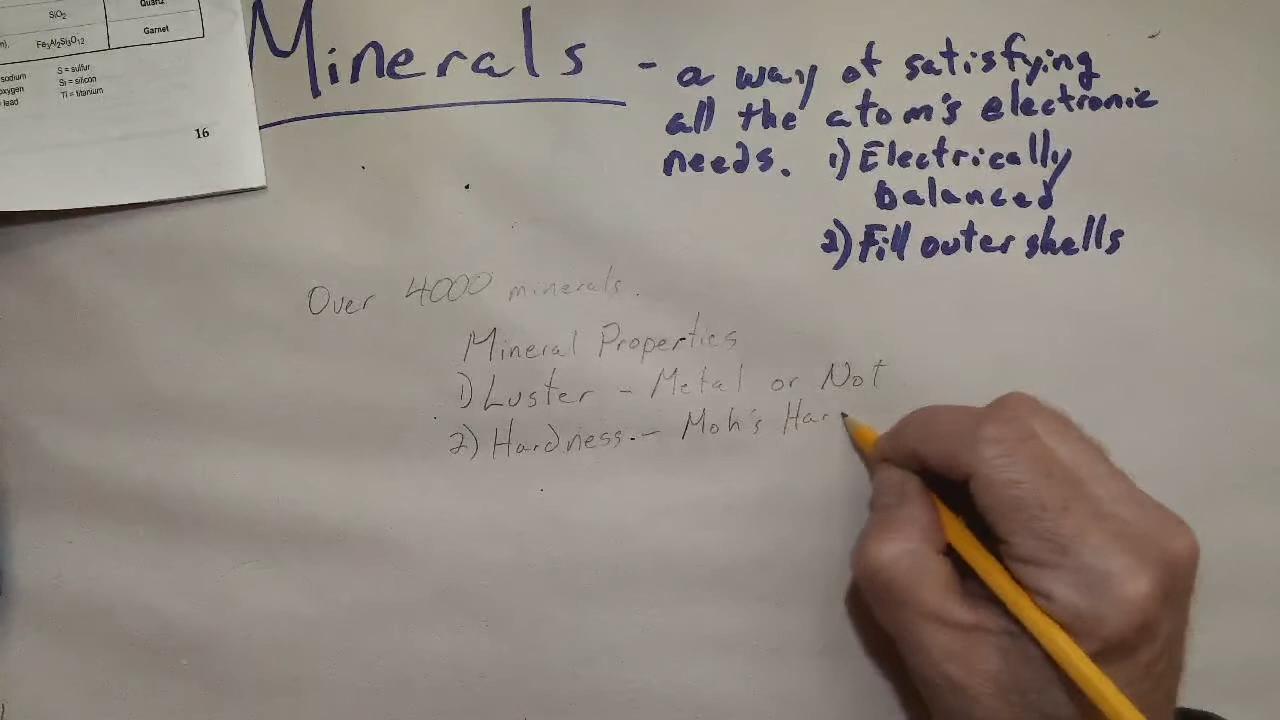 Quartz
SiO2
Garnet
Fe3Al2Si3O12
sodium S = sulfur
oxygen Si = silicon
lead Ti = titanium
16
Minerals - a way of satisfying
all the atom's electronic
needs. 1) Electrically
balanced
2) Fill outer shells
Over 4000 minerals.
Mineral Properties
1) Luster - Metal or Not
2) Hardness. - Moh's Har